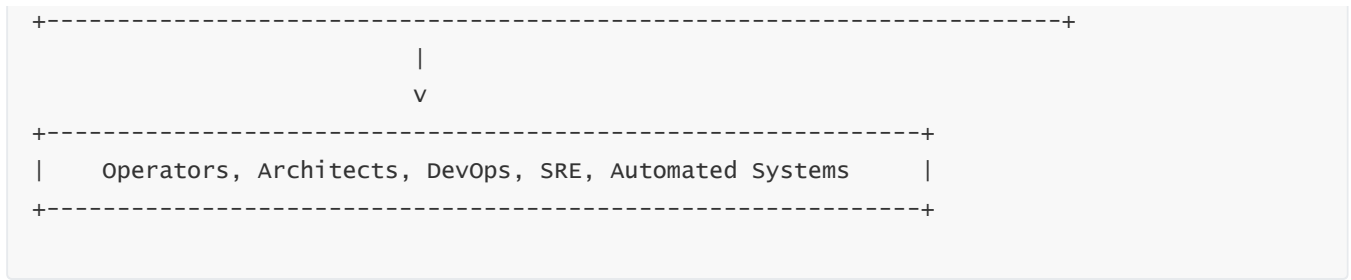 +------------------------------------------------------------------------+
|
v
+--------------------------------------------------------------+
|    Operators, Architects, DevOps, SRE, Automated Systems     |
+--------------------------------------------------------------+